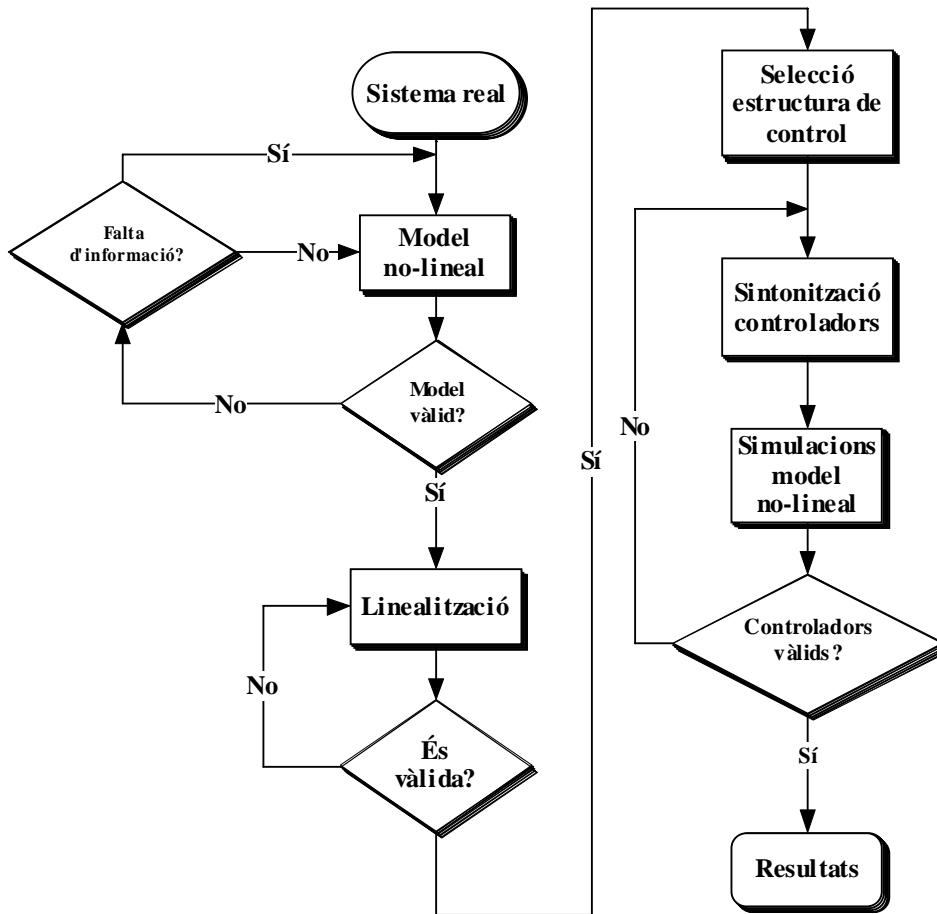 Sistema real
Sí
Falta
d'informació?
No
Model
no-lineal
No
Model
vàlid?
Sí
Linealització
No
És
vàlida?
Sí
Selecció
estructura de
control
Sintonització
controladors
No
Simulacions
model
no-lineal
Controladors
vàlids?
Sí
Resultats